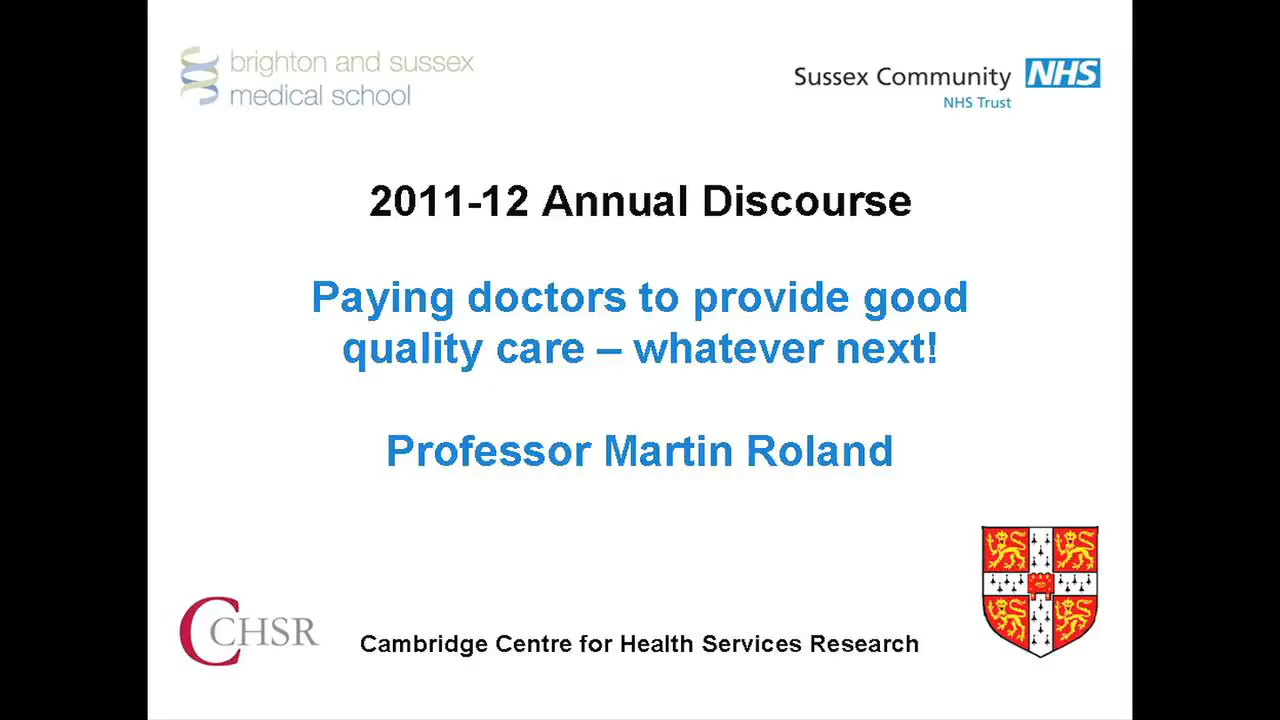 brighton and sussex
medical school
Sussex Community NHS
NHS Trust
2011-12 Annual Discourse
Paying doctors to provide good
quality care – whatever next!
Professor Martin Roland
CCHSR
Cambridge Centre for Health Services Research